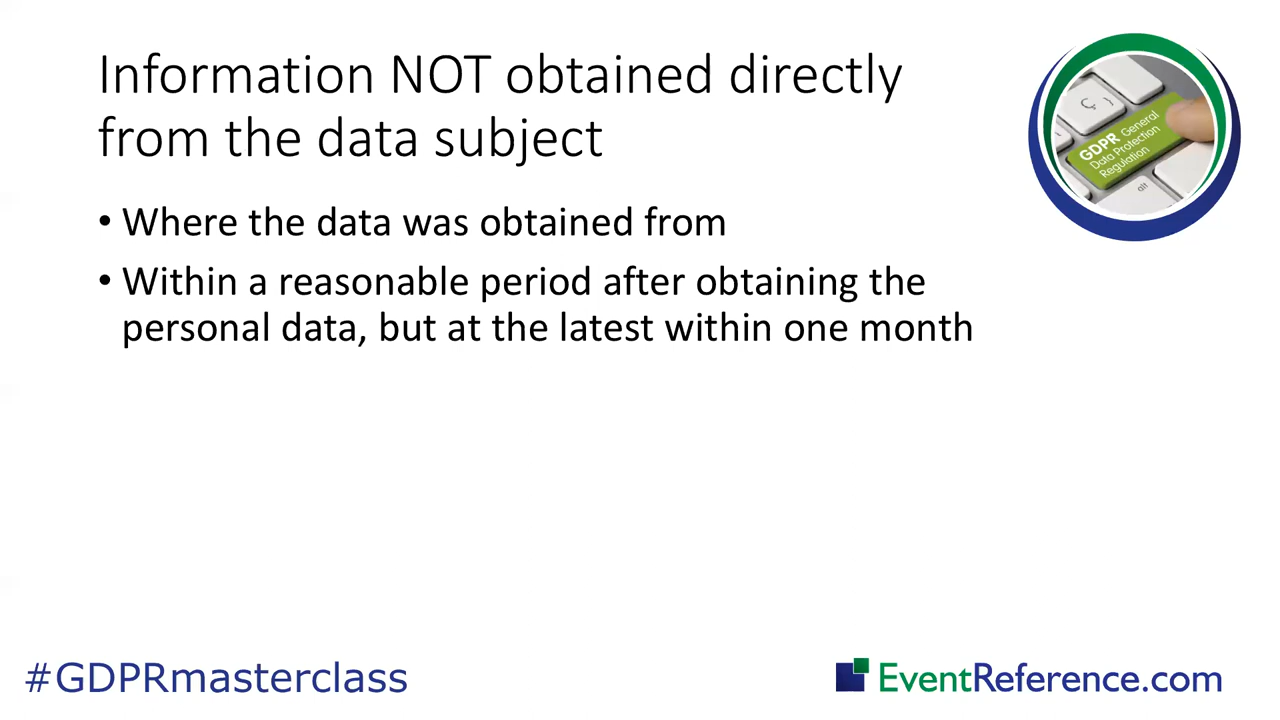 Information NOT obtained directly
from the data subject
• Where the data was obtained from
• Within a reasonable period after obtaining the
personal data, but at the latest within one month
Ç
GDPR General
Data Protection
Regulation
alt
#GDPRmasterclass
EventReference.com